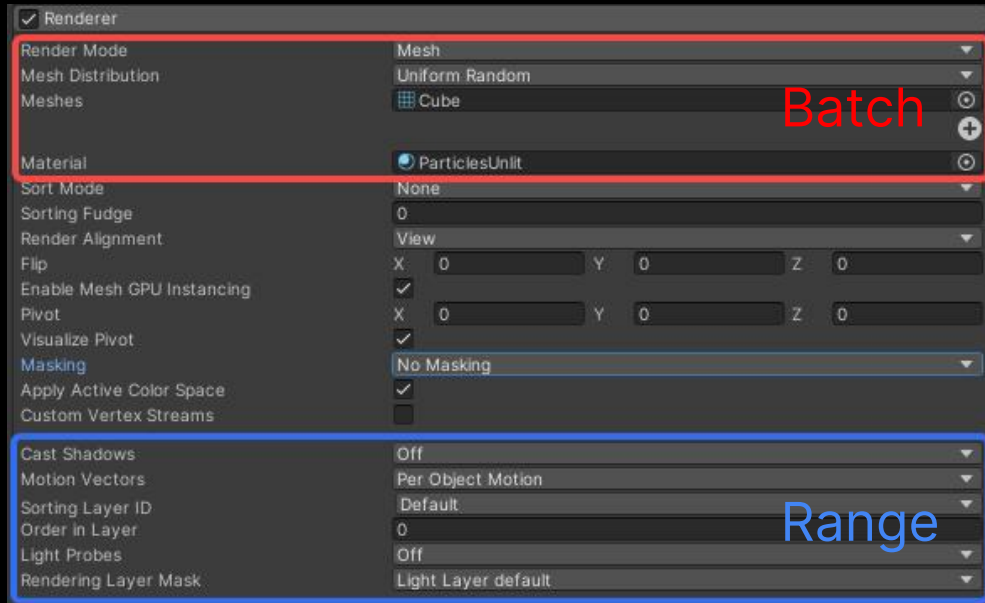 Renderer
Render Mode Mesh
Mesh Distribution Uniform Random
Meshes Cube
Batch
Material ParticlesUnlit
Sort Mode None
Sorting Fudge 0
Render Alignment View
Flip X 0 Y 0 Z 0
Enable Mesh GPU Instancing
Pivot X 0 Y 0 Z 0
Visualize Pivot
Masking No Masking
Apply Active Color Space
Custom Vertex Streams
Cast Shadows Off
Motion Vectors Per Object Motion
Sorting Layer ID Default
Range
Order in Layer 0
Light Probes Off
Rendering Layer Mask Light Layer default